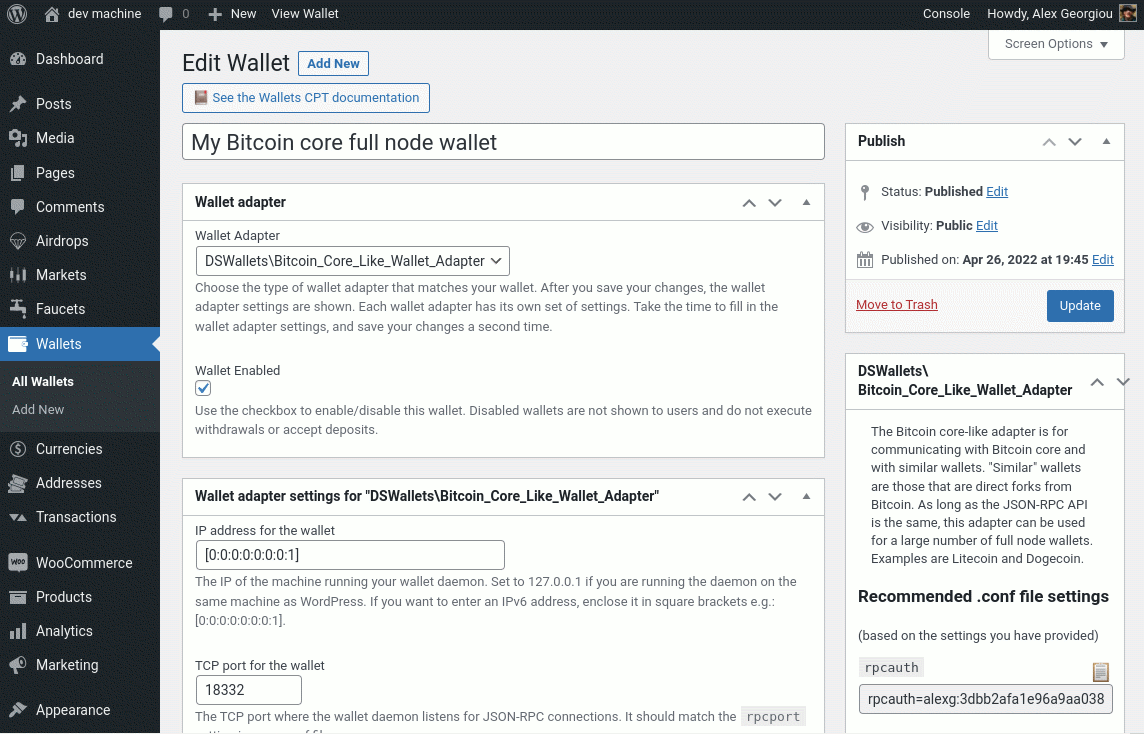 dev machine
0
New
View Wallet
Console
Howdy, Alex Georgiou
Dashboard
Posts
Media
Pages
Comments
Airdrops
Markets
Faucets
Wallets
All Wallets
Add New
Currencies
Addresses
Transactions
WooCommerce
Products
Analytics
Marketing
Appearance
Screen Options
Edit Wallet
Add New
See the Wallets CPT documentation
My Bitcoin core full node wallet
Wallet adapter
Wallet Adapter
DSWallets\Bitcoin_Core_Like_Wallet_Adapter
Choose the type of wallet adapter that matches your wallet. After you save your changes, the wallet
adapter settings are shown. Each wallet adapter has its own set of settings. Take the time to fill in the
wallet adapter settings, and save your changes a second time.
Wallet Enabled
Use the checkbox to enable/disable this wallet. Disabled wallets are not shown to users and do not execute
withdrawals or accept deposits.
Wallet adapter settings for "DSWallets\Bitcoin_Core_Like_Wallet_Adapter"
IP address for the wallet
[0:0:0:0:0:0:0:1]
The IP of the machine running your wallet daemon. Set to 127.0.0.1 if you are running the daemon on the
same machine as WordPress. If you want to enter an IPv6 address, enclose it in square brackets e.g.:
[0:0:0:0:0:0:0:1].
TCP port for the wallet
18332
The TCP port where the wallet daemon listens for JSON-RPC connections. It should match the rpcport
Publish
Status: Published Edit
Visibility: Public Edit
Published on: Apr 26, 2022 at 19:45 Edit
Move to Trash
Update
DSWallets\
Bitcoin_Core_Like_Wallet_Adapter
The Bitcoin core-like adapter is for
communicating with Bitcoin core and
with similar wallets. "Similar" wallets
are those that are direct forks from
Bitcoin. As long as the JSON-RPC API
is the same, this adapter can be used
for a large number of full node wallets.
Examples are Litecoin and Dogecoin.
Recommended .conf file settings
(based on the settings you have provided)
rpcauth
rpcauth=alexg:3dbb2afa1e96a9aa038